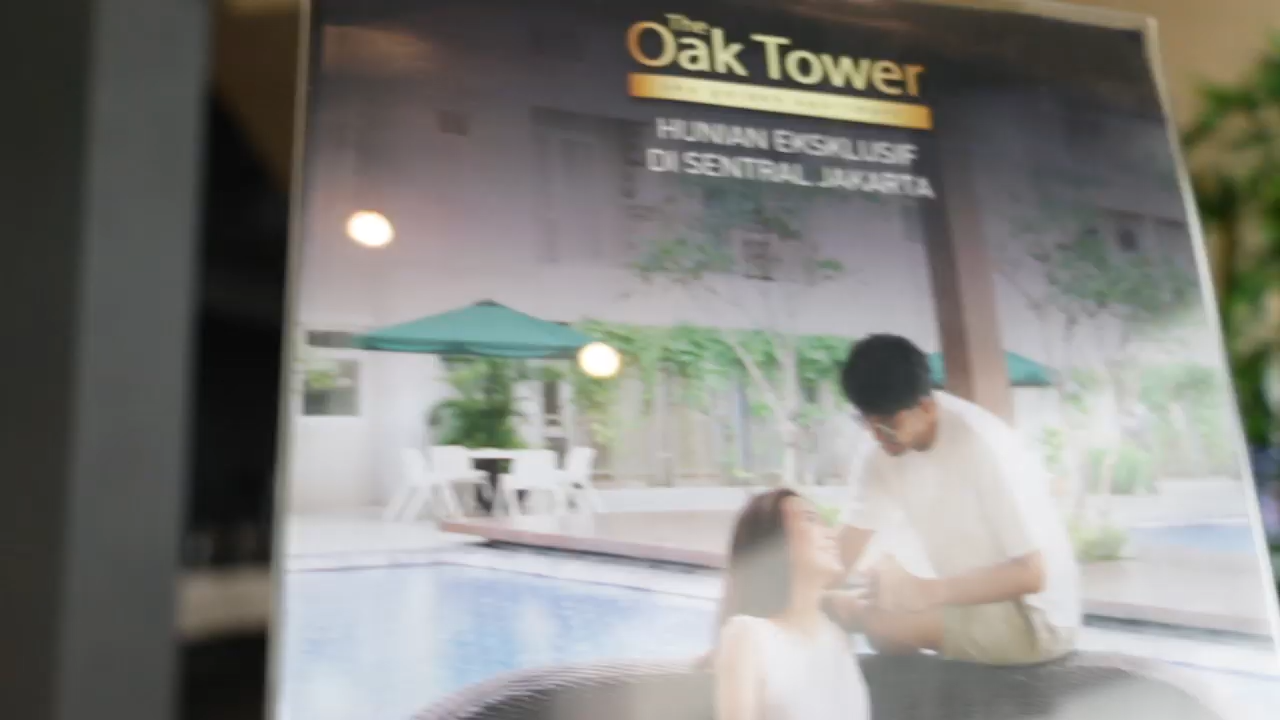 The
Oak Tower
HUNIAN EKSKLUSIF
DI SENTRAL JAKARTA